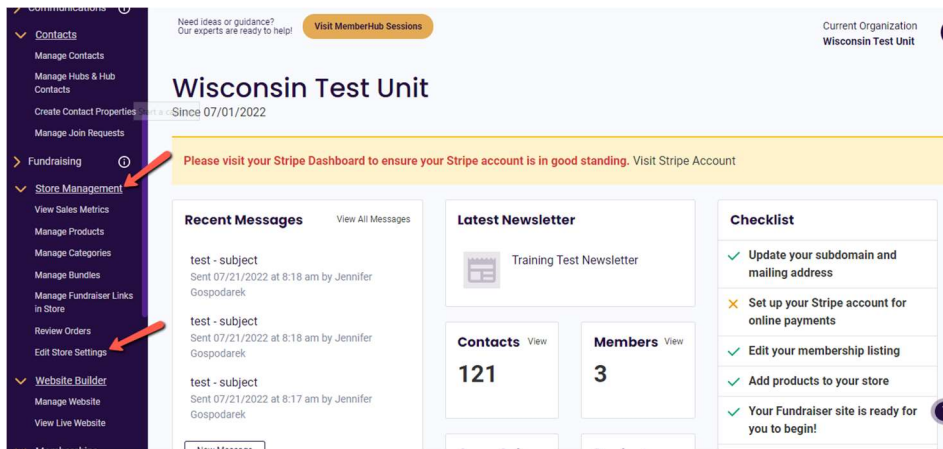 Communications
Contacts
Manage Contacts
Manage Hubs & Hub
Contacts
Create Contact Properties
Manage Join Requests
Fundraising
Store Management
View Sales Metrics
Manage Products
Manage Categories
Manage Bundles
Manage Fundraiser Links
in Store
Review Orders
Edit Store Settings
Website Builder
Manage Website
View Live Website
Need ideas or guidance?
Our experts are ready to help!
Visit MemberHub Sessions
Current Organization
Wisconsin Test Unit
Wisconsin Test Unit
Since 07/01/2022
Please visit your Stripe Dashboard to ensure your Stripe account is in good standing. Visit Stripe Account
Recent Messages View All Messages
test - subject
Sent 07/21/2022 at 8:18 am by Jennifer
Gospodarek
test - subject
Sent 07/21/2022 at 8:18 am by Jennifer
Gospodarek
test - subject
Sent 07/21/2022 at 8:17 am by Jennifer
Gospodarek
New Message
Latest Newsletter
Training Test Newsletter
Contacts View
121
Members View
3
Checklist
Update your subdomain and
mailing address
Set up your Stripe account for
online payments
Edit your membership listing
Add products to your store
Your Fundraiser site is ready for
you to begin!